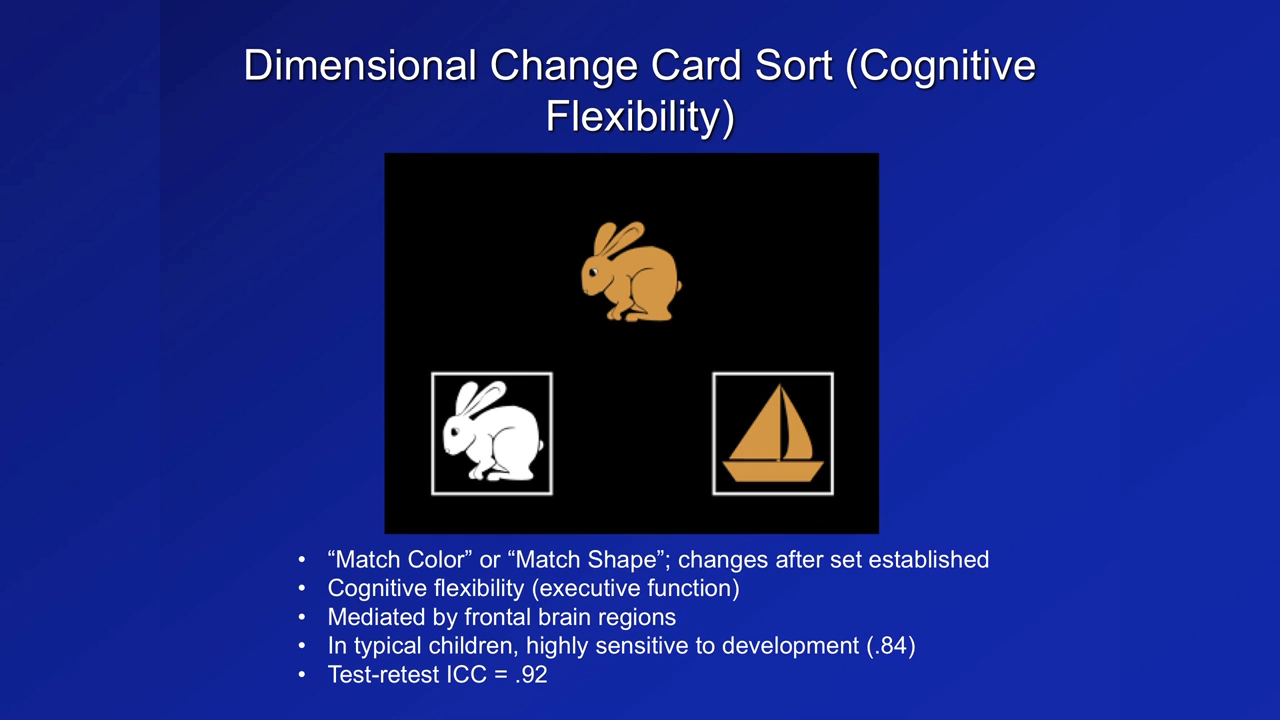 Dimensional Change Card Sort (Cognitive
Flexibility)
• “Match Color” or “Match Shape”; changes after set established
• Cognitive flexibility (executive function)
• Mediated by frontal brain regions
• In typical children, highly sensitive to development (.84)
• Test-retest ICC = .92